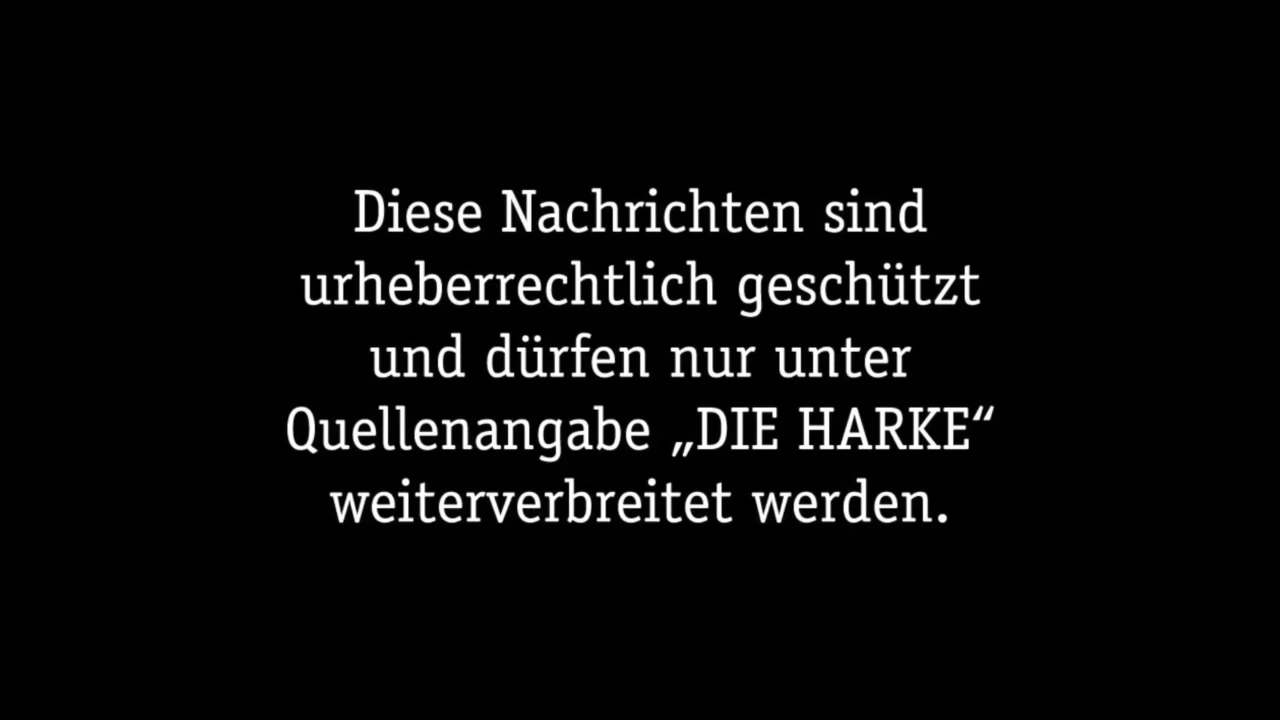 Diese Nachrichten sind
urheberrechtlich geschützt
und dürfen nur unter
Quellenangabe „DIE HARKE“
weiterverbreitet werden.